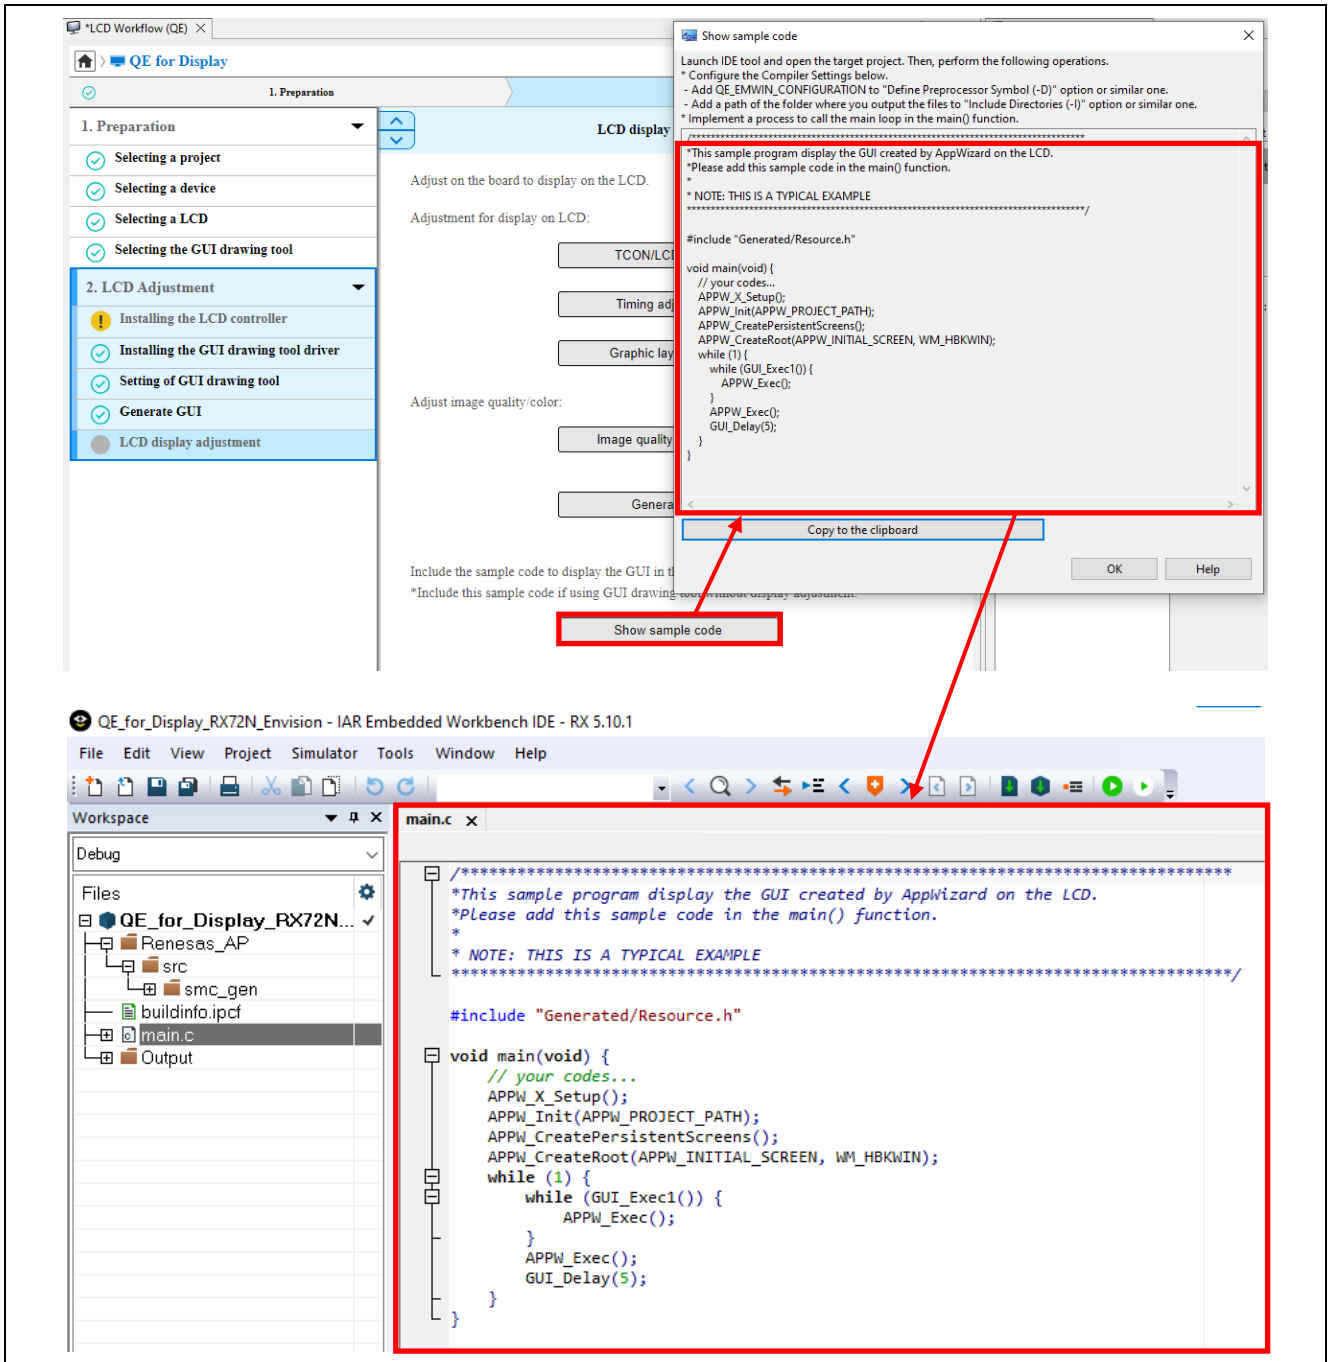 *LCD Workflow (QE)
QE for Display
1. Preparation
1. Preparation
Selecting a project
Selecting a device
Selecting a LCD
Selecting the GUI drawing tool
2. LCD Adjustment
Installing the LCD controller
Installing the GUI drawing tool driver
Setting of GUI drawing tool
Generate GUI
LCD display adjustment
LCD display
Adjust on the board to display on the LCD.
Adjustment for display on LCD:
TCON/LC
Timing adj
Graphic lay
Adjust image quality/color:
Image quality
Genera
Include the sample code to display the GUI in t
*Include this sample code if using GUI drawing tool without display adjustment.
Show sample code
Show sample code
Launch IDE tool and open the target project. Then, perform the following operations.
* Configure the Compiler Settings below.
- Add QE_EMWIN_CONFIGURATION to "Define Preprocessor Symbol (-D)" option or similar one.
- Add a path of the folder where you output the files to "Include Directories (-I)" option or similar one.
* Implement a process to call the main loop in the main() function.
/*********************************************************************************
*This sample program display the GUI created by AppWizard on the LCD.
*Please add this sample code in the main() function.
*
* NOTE: THIS IS A TYPICAL EXAMPLE
*********************************************************************************/
#include "Generated/Resource.h"
void main(void) {
// your codes...
APPW_X_Setup();
APPW_Init(APPW_PROJECT_PATH);
APPW_CreatePersistentScreens();
APPW_CreateRoot(APPW_INITIAL_SCREEN, WM_HBKWIN);
while (1) {
while (GUI_Exec1()) {
APPW_Exec();
}
APPW_Exec();
GUI_Delay(5);
}
}
Copy to the clipboard
OK Help
QE_for_Display_RX72N_Envision - IAR Embedded Workbench IDE - RX 5.10.1
File Edit View Project Simulator Tools Window Help
Workspace
Debug
Files
QE_for_Display_RX72N...
Renesas_AP
src
smc_gen
buildinfo.ipcf
main.c
Output
main.c
/*********************************************************************************
*This sample program display the GUI created by AppWizard on the LCD.
*Please add this sample code in the main() function.
*
* NOTE: THIS IS A TYPICAL EXAMPLE
*********************************************************************************/
#include "Generated/Resource.h"
void main(void) {
// your codes...
APPW_X_Setup();
APPW_Init(APPW_PROJECT_PATH);
APPW_CreatePersistentScreens();
APPW_CreateRoot(APPW_INITIAL_SCREEN, WM_HBKWIN);
while (1) {
while (GUI_Exec1()) {
APPW_Exec();
}
APPW_Exec();
GUI_Delay(5);
}
}